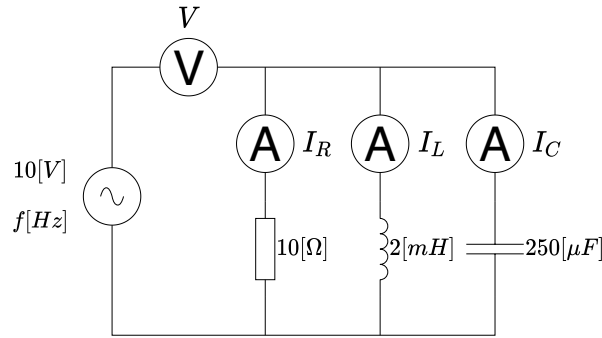 V
V
A
I_R
A
I_L
A
I_C
10[V]
f[Hz]
10[Ω]
2[mH]
250[μF]